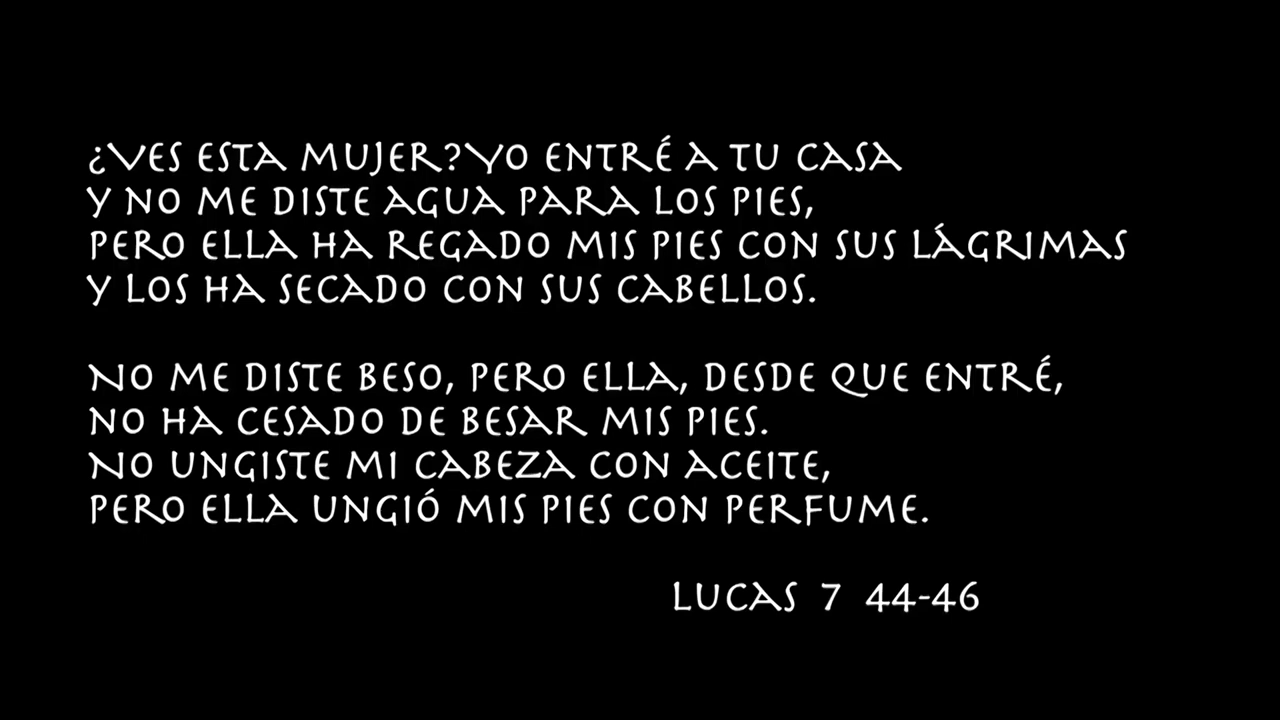 ¿Ves esta mujer?Yo entré a tu casa
y no me diste agua para los pies,
pero ella ha regado mis pies con sus lágrimas
y los ha secado con sus cabellos.
No me diste beso, pero ella, desde que entré,
no ha cesado de besar mis pies.
No ungiste mi cabeza con aceite,
pero ella ungió mis pies con perfume.
Lucas 7 44-46